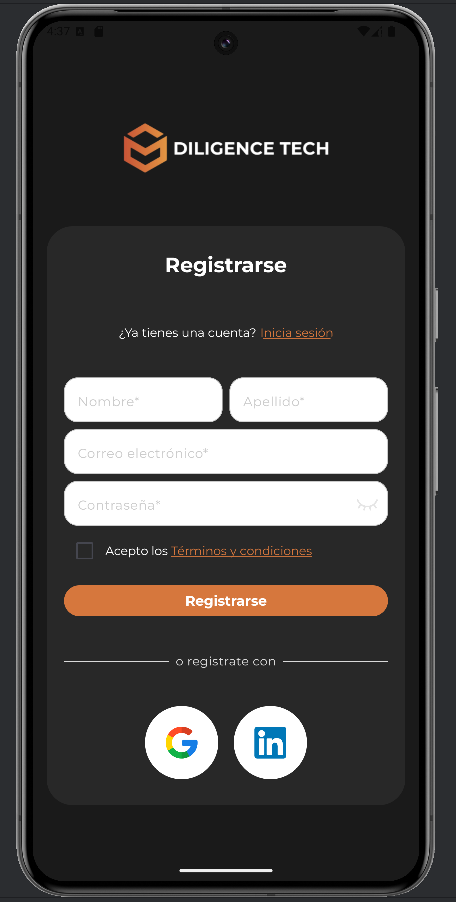 4:37
DILIGENCE TECH
Registrarse
¿Ya tienes una cuenta? Inicia sesión
Nombre* Apellido*
Correo electrónico*
Contraseña*
Acepto los Términos y condiciones
Registrarse
o registrate con
G in